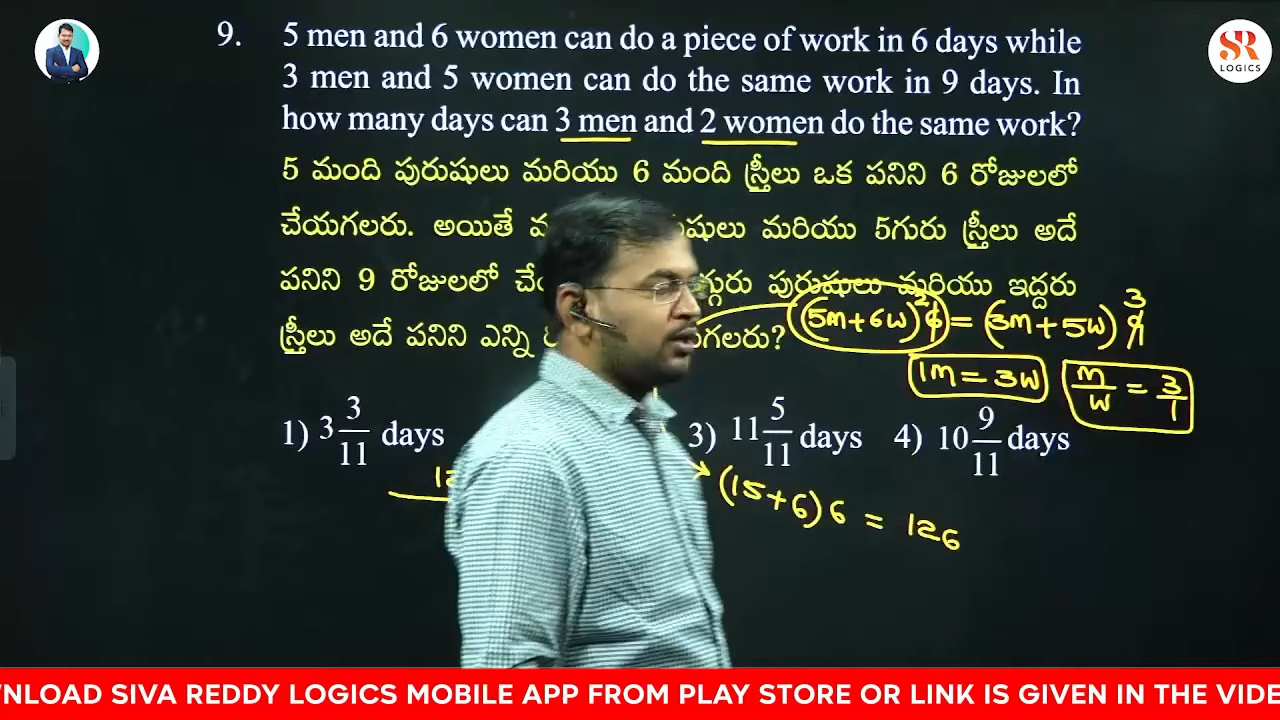 9. 5 men and 6 women can do a piece of work in 6 days while
3 men and 5 women can do the same work in 9 days. In
how many days can 3 men and 2 women do the same work?
5 మంది పురుషులు మరియు 6 మంది స్త్రీలు ఒక పనిని 6 రోజులలో
చేయగలరు. అయితే మరియు 5గురు స్త్రీలు అదే
పనిని 9 రోజులలో పురుషులు మరియు ఇద్దరు
స్త్రీలు అదే పనిని ఎన్ని
(5m+6w) 6 2 = (3m+5w) 9 3
1m = 3w
m/w = 3/1
1) 3 3/11 days 3) 11 5/11 days 4) 10 9/11 days
(15+6)6 = 126
SR
LOGICS
DOWNLOAD SIVA REDDY LOGICS MOBILE APP FROM PLAY STORE OR LINK IS GIVEN IN THE VIDE